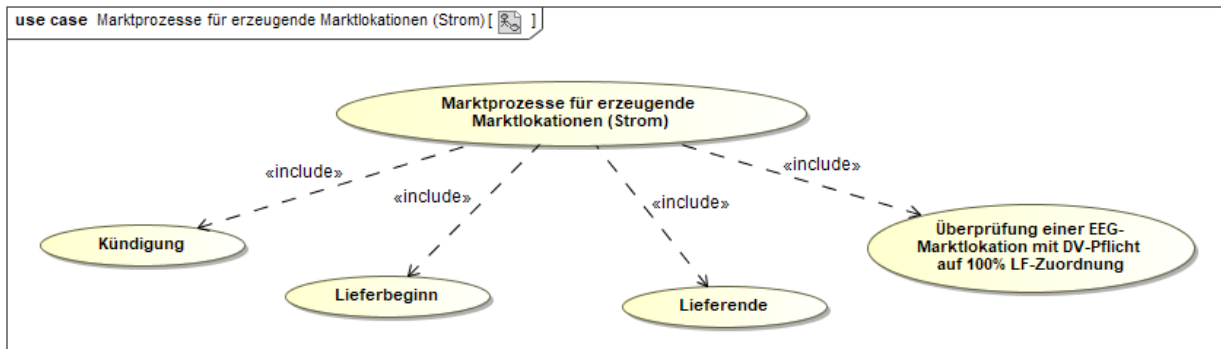 use case Marktprozesse für erzeugende Marktlokationen (Strom) [ ]
Marktprozesse für erzeugende
Marktlokationen (Strom)
«include»
«include»
«include»
«include»
Kündigung
Lieferbeginn
Lieferende
Überprüfung einer EEG-
Marktlokation mit DV-Pflicht
auf 100% LF-Zuordnung